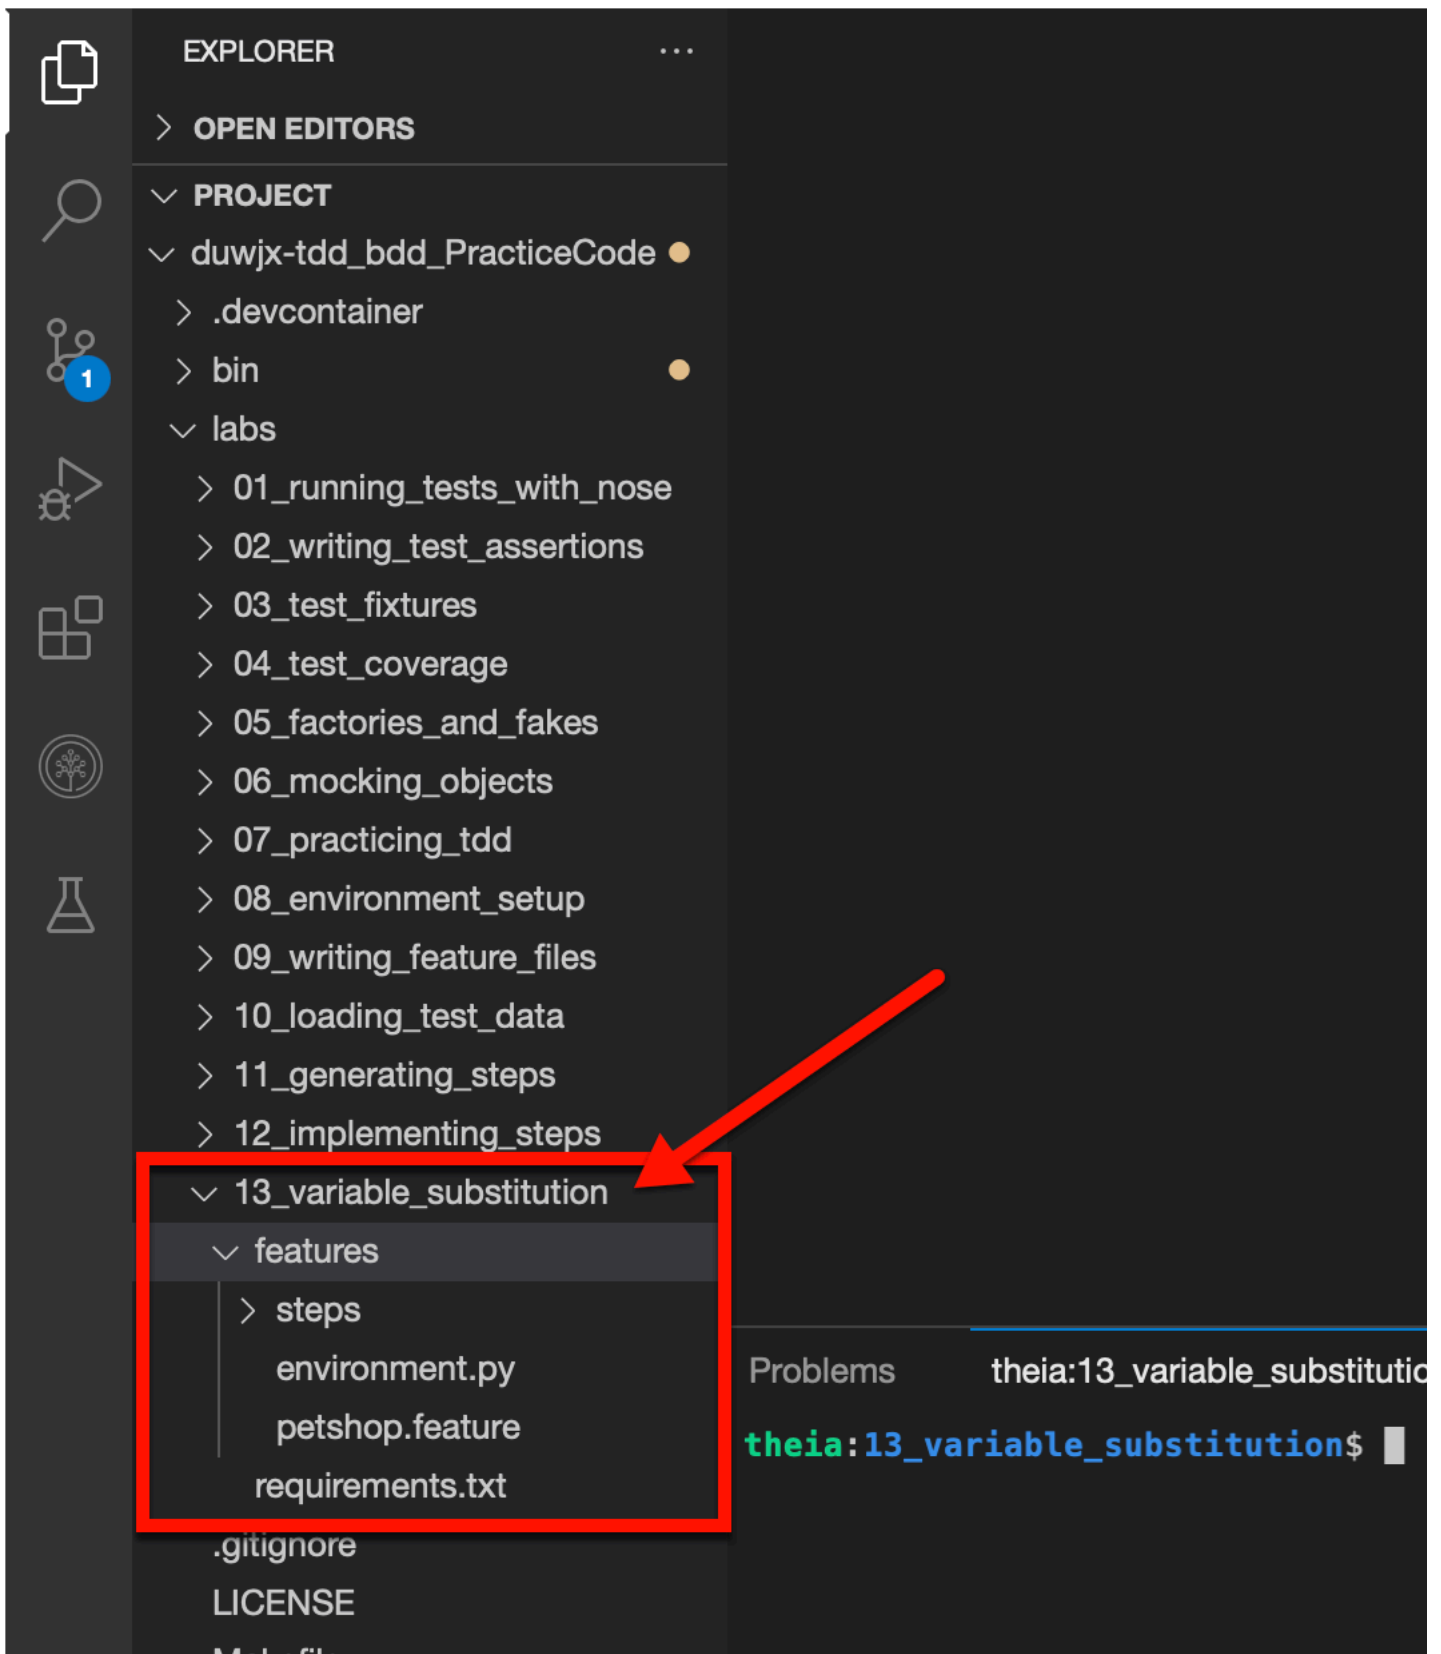 EXPLORER
OPEN EDITORS
PROJECT
duwjx-tdd_bdd_PracticeCode
.devcontainer
bin
1
labs
01_running_tests_with_nose
02_writing_test_assertions
03_test_fixtures
04_test_coverage
05_factories_and_fakes
06_mocking_objects
07_practicing_tdd
08_environment_setup
09_writing_feature_files
10_loading_test_data
11_generating_steps
12_implementing_steps
13_variable_substitution
features
steps
environment.py
petshop.feature
requirements.txt
.gitignore
LICENSE
Problems theia:13_variable_substitutio
theia:13_variable_substitution$